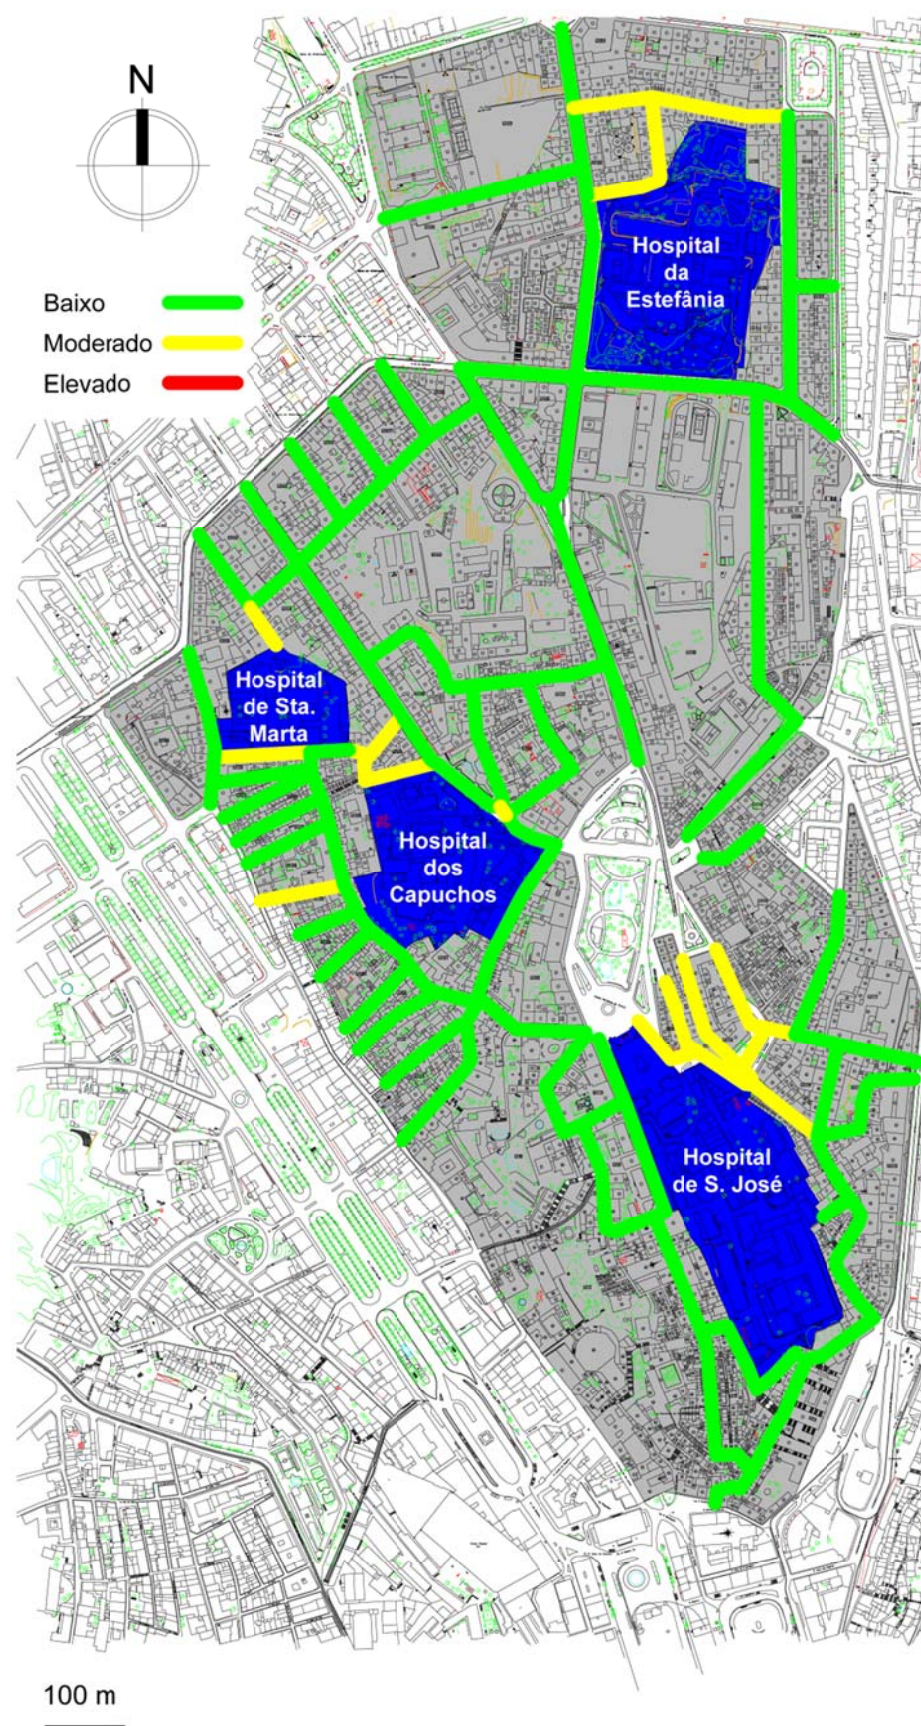 N
Baixo
Moderado
Elevado
Hospital
da
Estefânia
Hospital
de Sta.
Marta
Hospital
dos
Capuchos
Hospital
de S. José
100 m